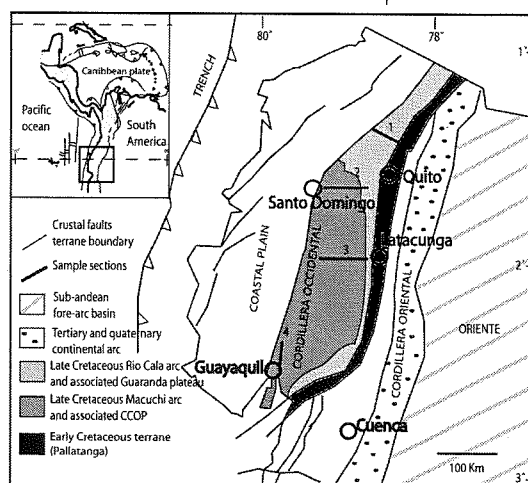 80°
78°
1°
Caribbean plate
Pacific
ocean
South
America
TRENCH
1
2
Quito
Santo Domingo
COASTAL PLAIN
CORDILLERA OCCIDENTAL
3
atacunga
CORDILLERA ORIENTAL
2°
ORIENTE
4
Guayaquil
Cuenca
100 Km
3°
Crustal faults
terrane boundary
Sample sections
Sub-andean
fore-arc basin
Tertiary and quaternary
continental arc
Late Cretaceous Rio Cala arc
and associated Guaranda plateau
Late Cretaceous Macuchi arc
and associated CCOP
Early Cretaceous terrane
(Pallatanga)